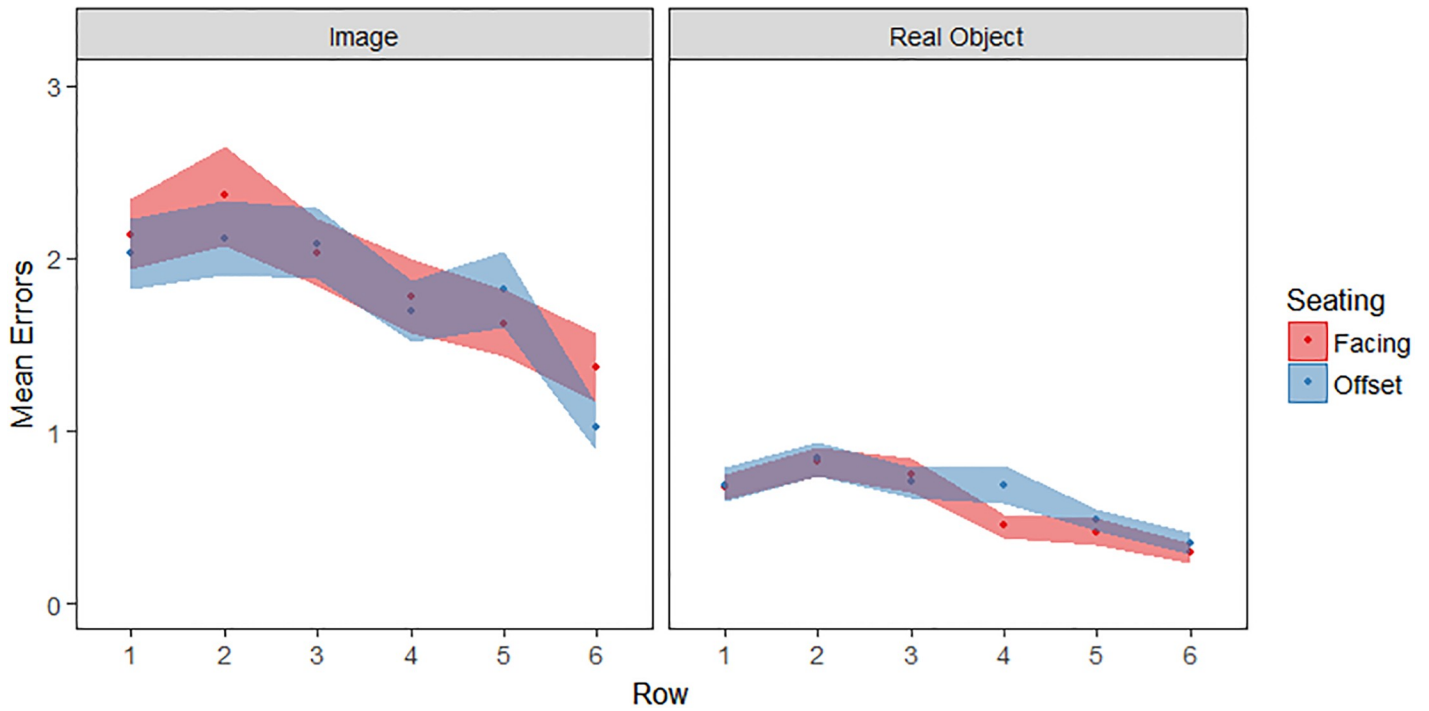 Image
Real Object
3
2
1
0
Mean Errors
1 2 3 4 5 6
1 2 3 4 5 6
Row
Seating
Facing
Offset